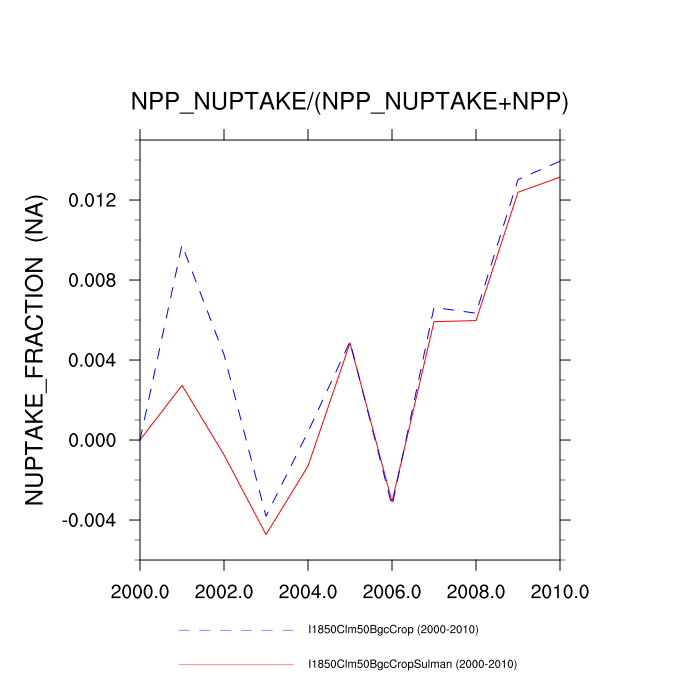 NPP_NUPTAKE/(NPP_NUPTAKE+NPP)
NUPTAKE_FRACTION (NA)
0.012
0.008
0.004
0.000
-0.004
2000.0 2002.0 2004.0 2006.0 2008.0 2010.0
I1850Clm50BgcCrop (2000-2010)
I1850Clm50BgcCropSulman (2000-2010)